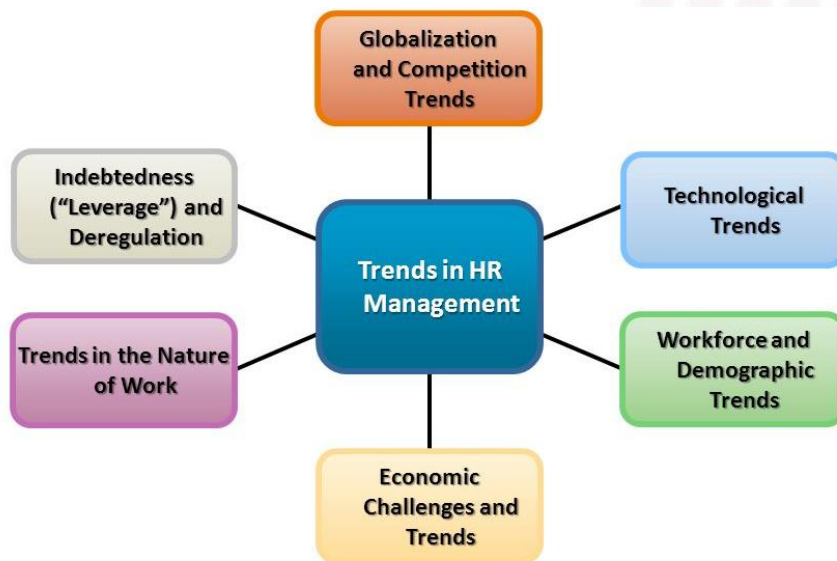 Globalization
and Competition
Trends
Indebtedness
(“Leverage”) and
Deregulation
Technological
Trends
Trends in HR
Management
Trends in the Nature
of Work
Workforce and
Demographic
Trends
Economic
Challenges and
Trends